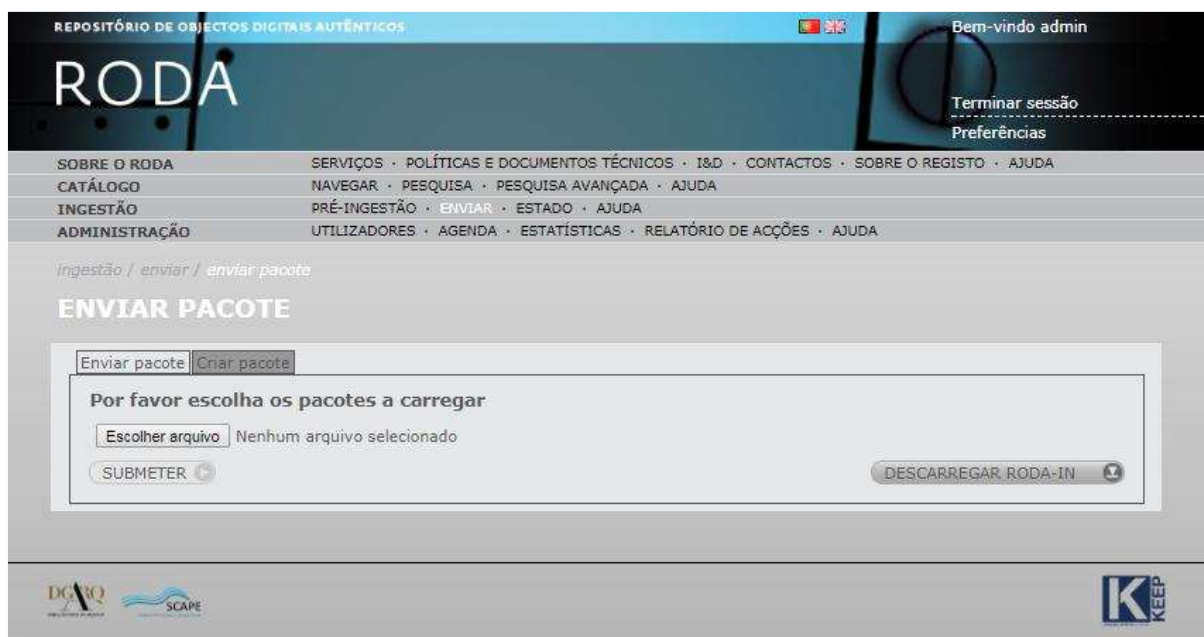 REPOSITÓRIO DE OBJECTOS DIGITAIS AUTÊNTICOS
Bem-vindo admin
RODA
Terminar sessão
Preferências
SOBRE O RODA SERVIÇOS · POLÍTICAS E DOCUMENTOS TÉCNICOS · I&D · CONTACTOS · SOBRE O REGISTO · AJUDA
CATÁLOGO NAVEGAR · PESQUISA · PESQUISA AVANÇADA · AJUDA
INGESTÃO PRÉ-INGESTÃO · ENVIAR · ESTADO · AJUDA
ADMINISTRAÇÃO UTILIZADORES · AGENDA · ESTATÍSTICAS · RELATÓRIO DE ACÇÕES · AJUDA
ingestão / enviar / enviar pacote
ENVIAR PACOTE
Enviar pacote Criar pacote
Por favor escolha os pacotes a carregar
Escolher arquivo Nenhum arquivo selecionado
SUBMETER DESCARREGAR RODA-IN
DGARQ SCAPE K KEEP